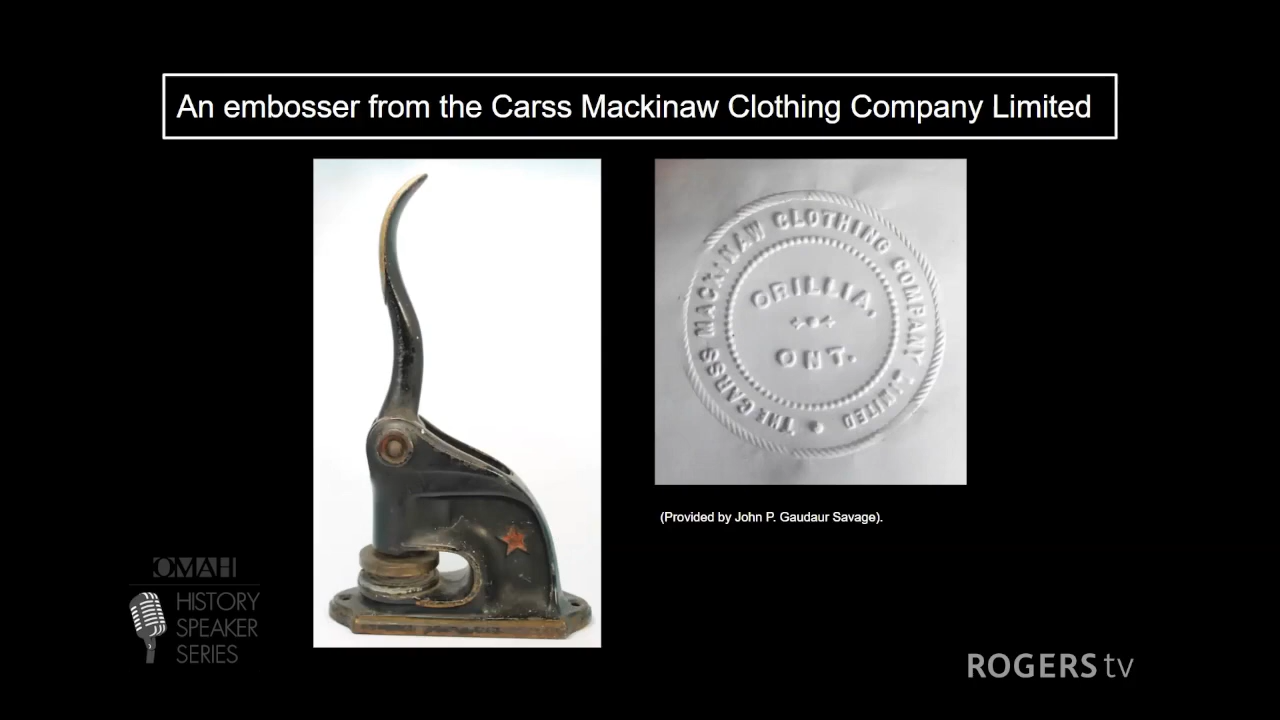 An embosser from the Carss Mackinaw Clothing Company Limited
THE CARSS MACKINAW CLOTHING COMPANY LIMITED
ORILLIA,
ONT.
(Provided by John P. Gaudaur Savage).
OMAH
HISTORY
SPEAKER
SERIES
ROGERS tv